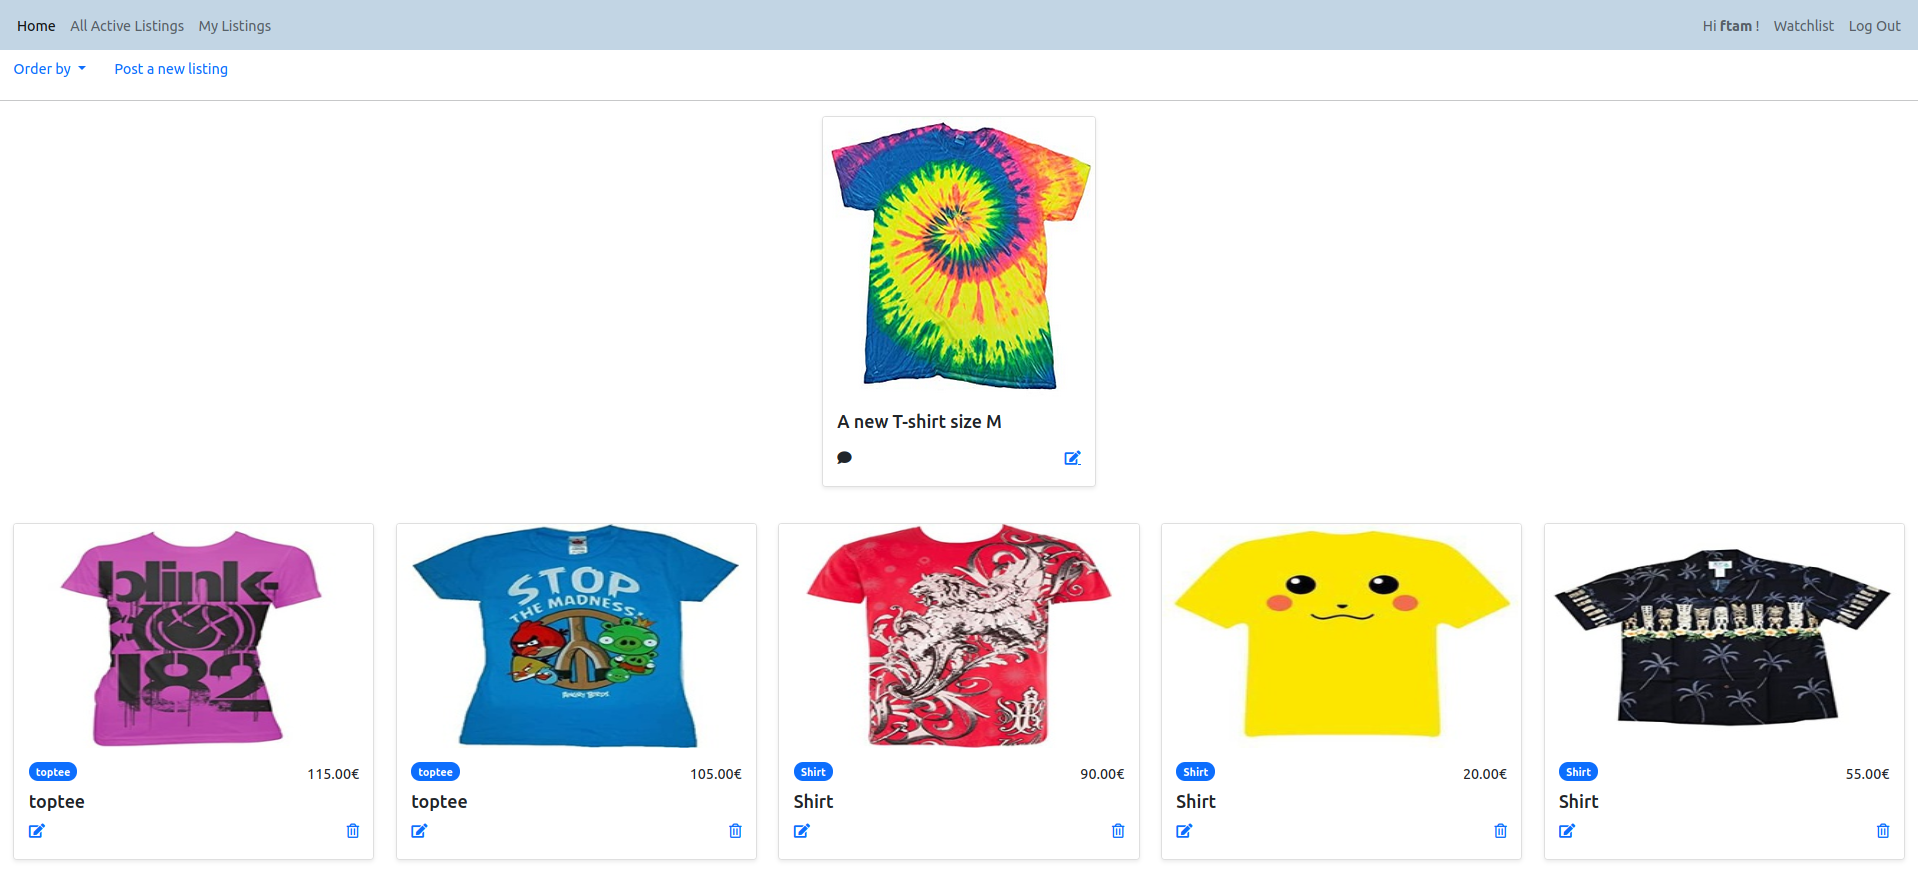 Home All Active Listings My Listings Hi ftam ! Watchlist Log Out
Order by Post a new listing
A new T-shirt size M
blink-
182
STOP
THE MADNESS!
ANGRY BIRDS
toptee 115.00€
toptee
toptee 105.00€
toptee
Shirt 90.00€
Shirt
Shirt 20.00€
Shirt
Shirt 55.00€
Shirt